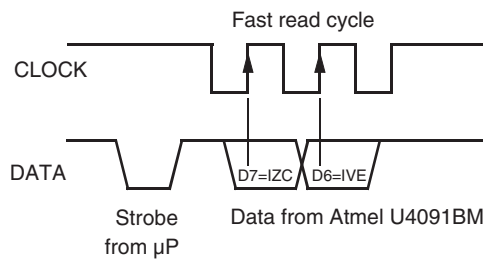 Fast read cycle
CLOCK
DATA
D7=IZC
D6=IVE
Strobe
from µP
Data from Atmel U4091BM